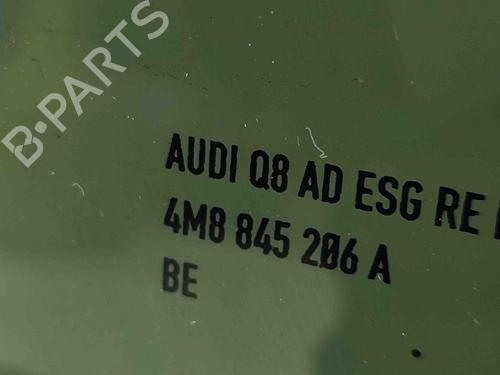 B-PARTS
AUDI Q8 AD ESG RE
4M8 845 206 A
BE